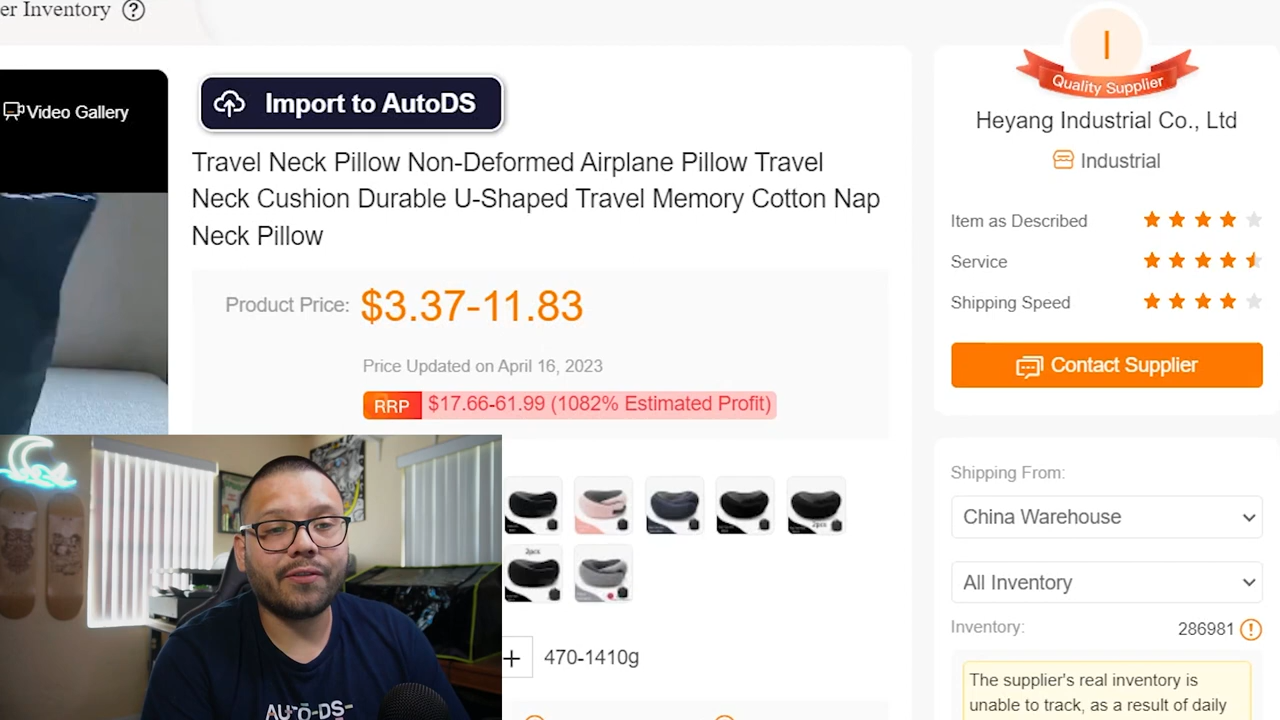 er Inventory ?
Video Gallery
Import to AutoDS
Travel Neck Pillow Non-Deformed Airplane Pillow Travel
Neck Cushion Durable U-Shaped Travel Memory Cotton Nap
Neck Pillow
Product Price: $3.37-11.83
Price Updated on April 16, 2023
RRP $17.66-61.99 (1082% Estimated Profit)
2pcs
2pcs
+ 470-1410g
AUTO-DS-
I
Quality Supplier
Heyang Industrial Co., Ltd
Industrial
Item as Described
Service
Shipping Speed
Contact Supplier
Shipping From:
China Warehouse
All Inventory
Inventory: 286981
The supplier's real inventory is
unable to track, as a result of daily